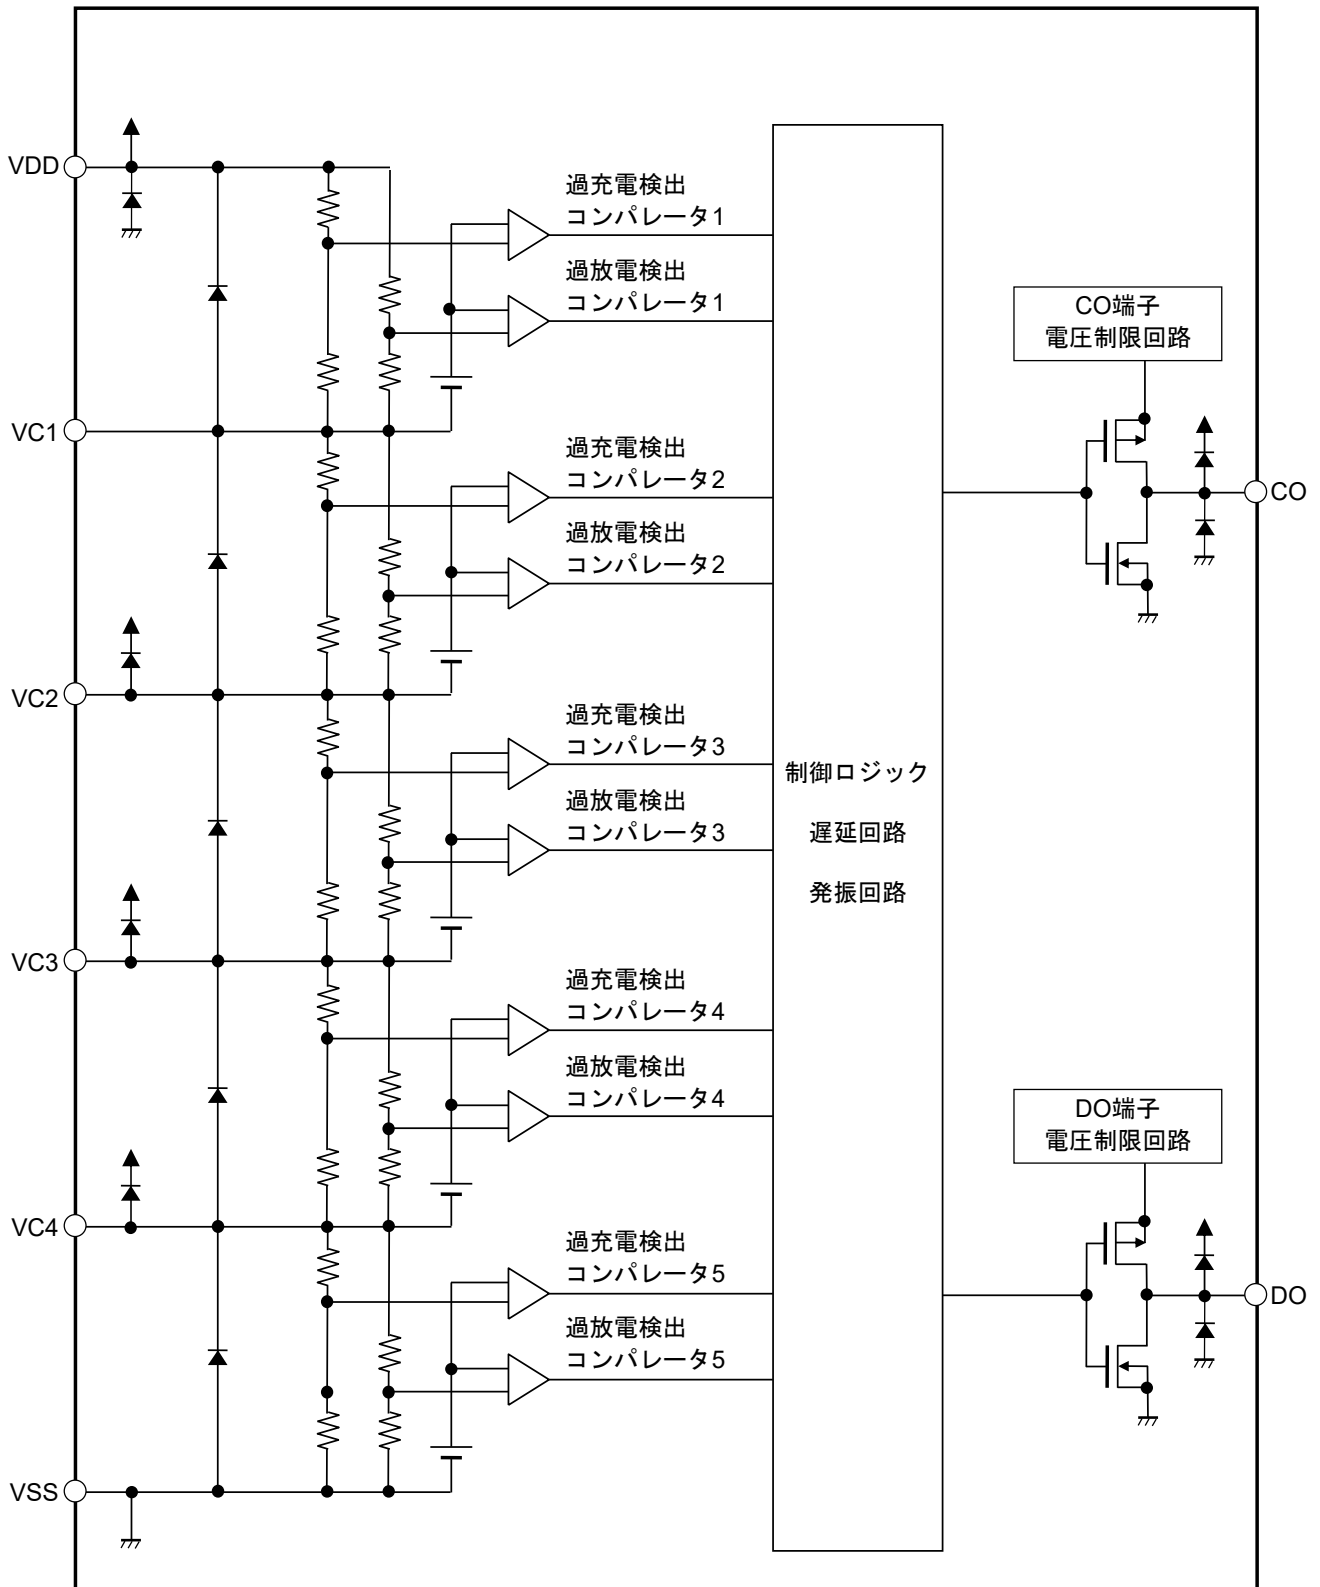 VDD
過充電検出
コンパレータ1
過放電検出
コンパレータ1
CO端子
電圧制限回路
VC1
過充電検出
コンパレータ2
CO
過放電検出
コンパレータ2
VC2
過充電検出
コンパレータ3
制御ロジック
過放電検出
コンパレータ3
遅延回路
発振回路
VC3
過充電検出
コンパレータ4
過放電検出
コンパレータ4
DO端子
電圧制限回路
VC4
過充電検出
コンパレータ5
DO
過放電検出
コンパレータ5
VSS